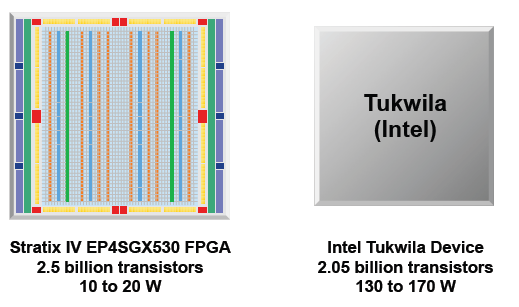 Tukwila
(Intel)
Stratix IV EP4SGX530 FPGA
2.5 billion transistors
10 to 20 W
Intel Tukwila Device
2.05 billion transistors
130 to 170 W